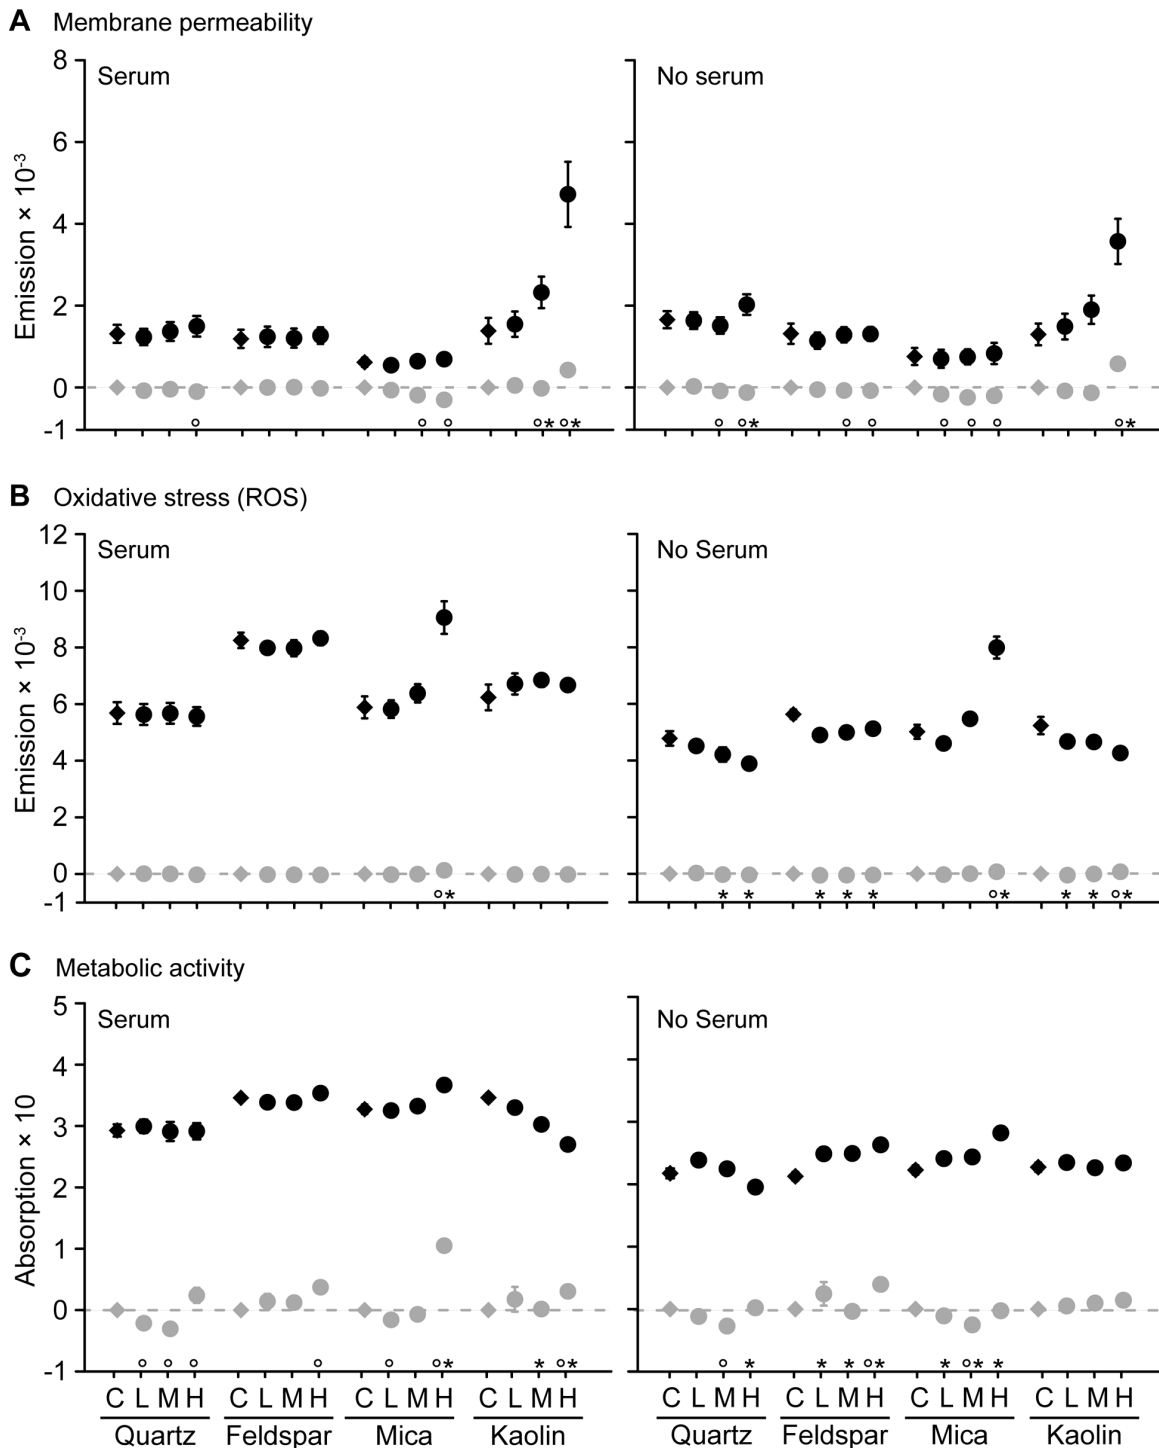 A Membrane permeability
8
Serum
No serum
6
4
2
0
-1
Emission × 10⁻³
° ° ° °* °*
° °* ° ° ° ° ° °*
B Oxidative stress (ROS)
12
Serum
No Serum
10
8
6
4
2
0
-1
Emission × 10⁻³
°*
* * * * * °* * * °*
C Metabolic activity
5
Serum
No Serum
4
3
2
1
0
-1
Absorption × 10
° ° ° ° ° °* * °*
° * * * °* * °* *
C L M H C L M H C L M H C L M H
Quartz Feldspar Mica Kaolin
C L M H C L M H C L M H C L M H
Quartz Feldspar Mica Kaolin